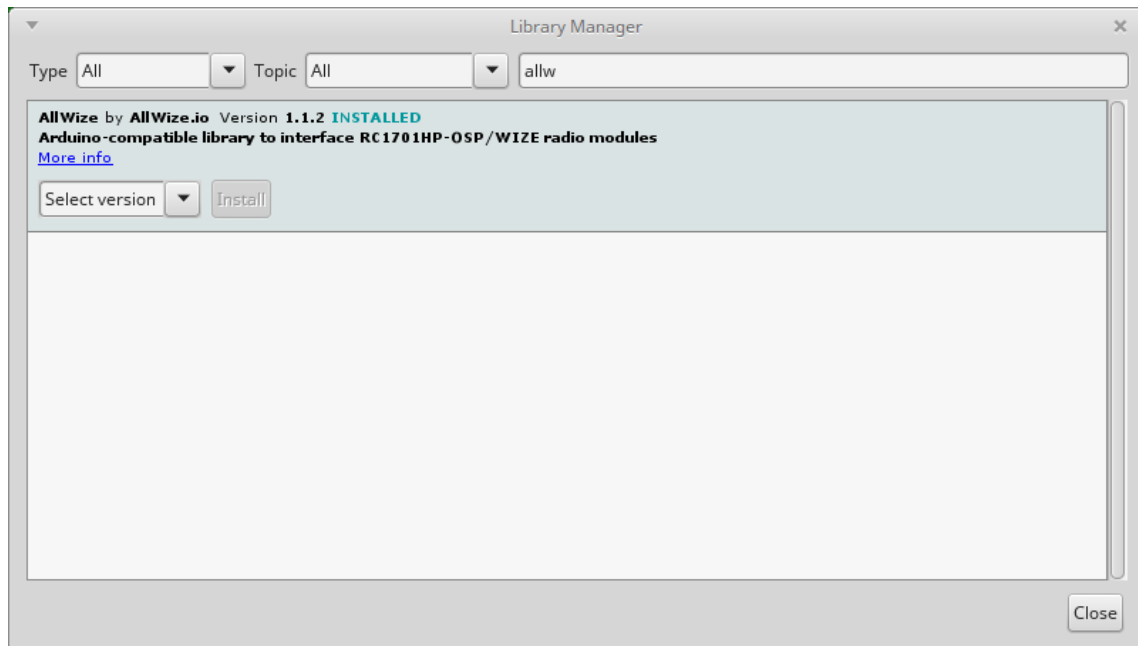 Library Manager
Type All Topic All allw
AllWize by AllWize.io Version 1.1.2 INSTALLED
Arduino-compatible library to interface RC1701HP-OSP/WIZE radio modules
More info
Select version Install
Close